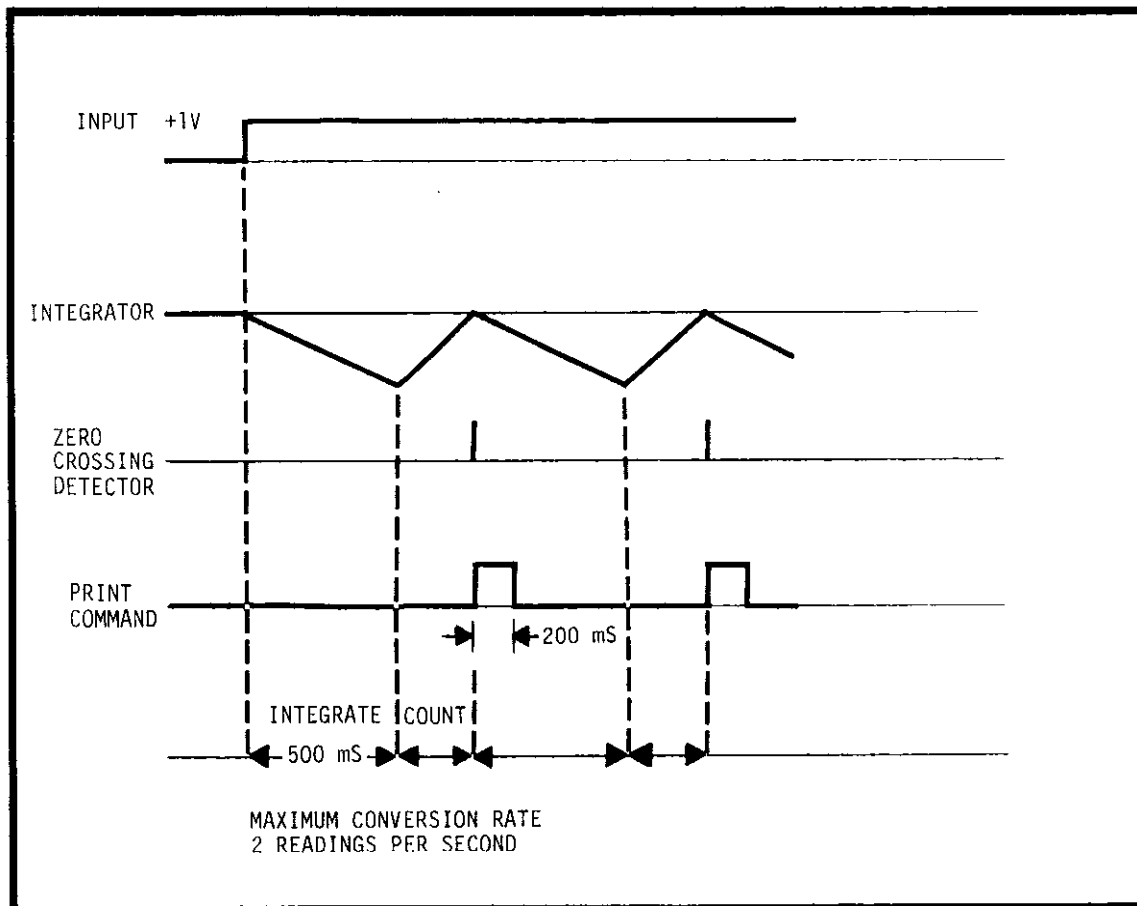 INPUT +1V
INTEGRATOR
ZERO
CROSSING
DETECTOR
PRINT
COMMAND
200 mS
INTEGRATE COUNT
500 mS
MAXIMUM CONVERSION RATE
2 READINGS PER SECOND